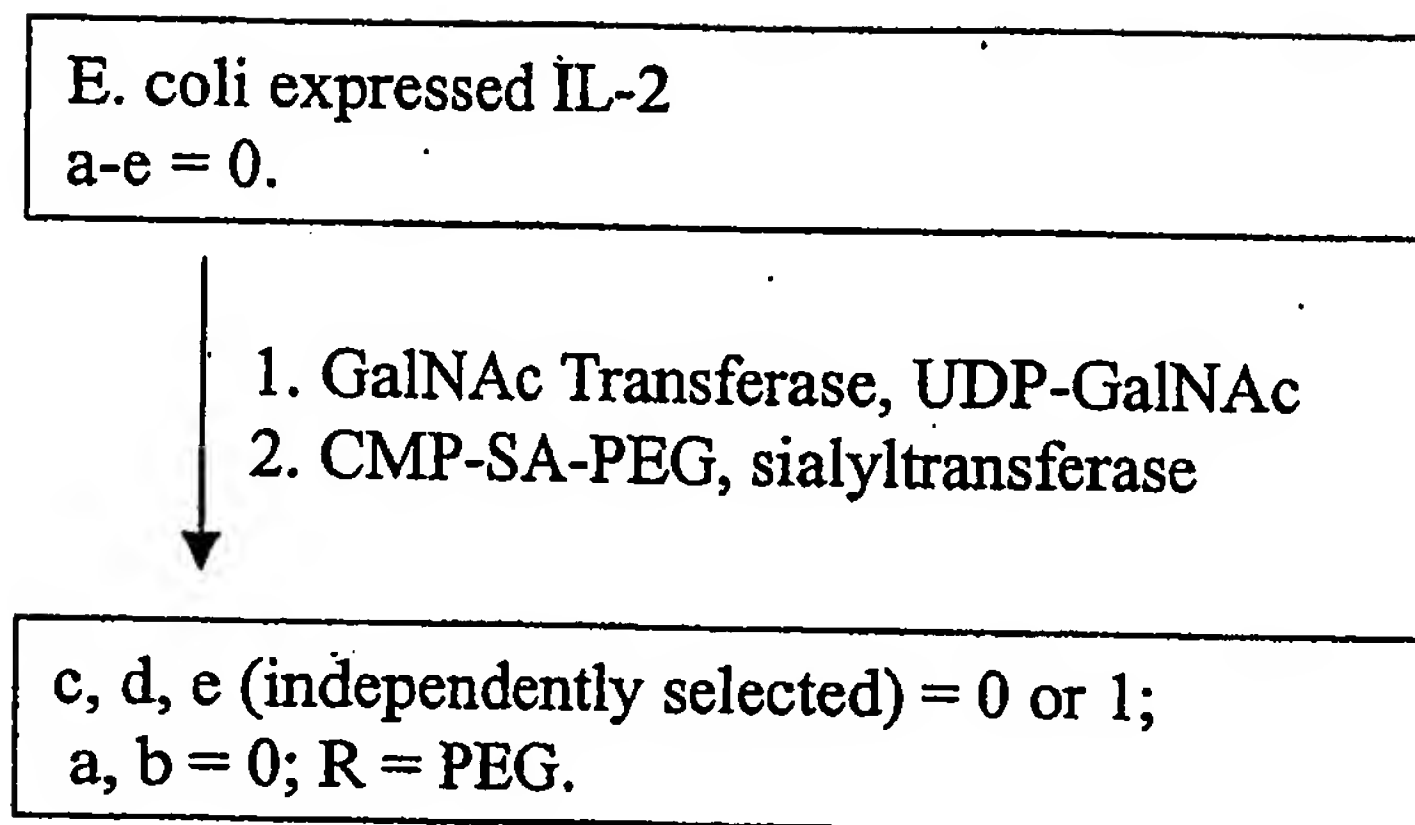 E. coli expressed IL-2
a-e = 0.
1. GalNAc Transferase, UDP-GalNAc
2. CMP-SA-PEG, sialyltransferase
c, d, e (independently selected) = 0 or 1;
a, b = 0; R = PEG.